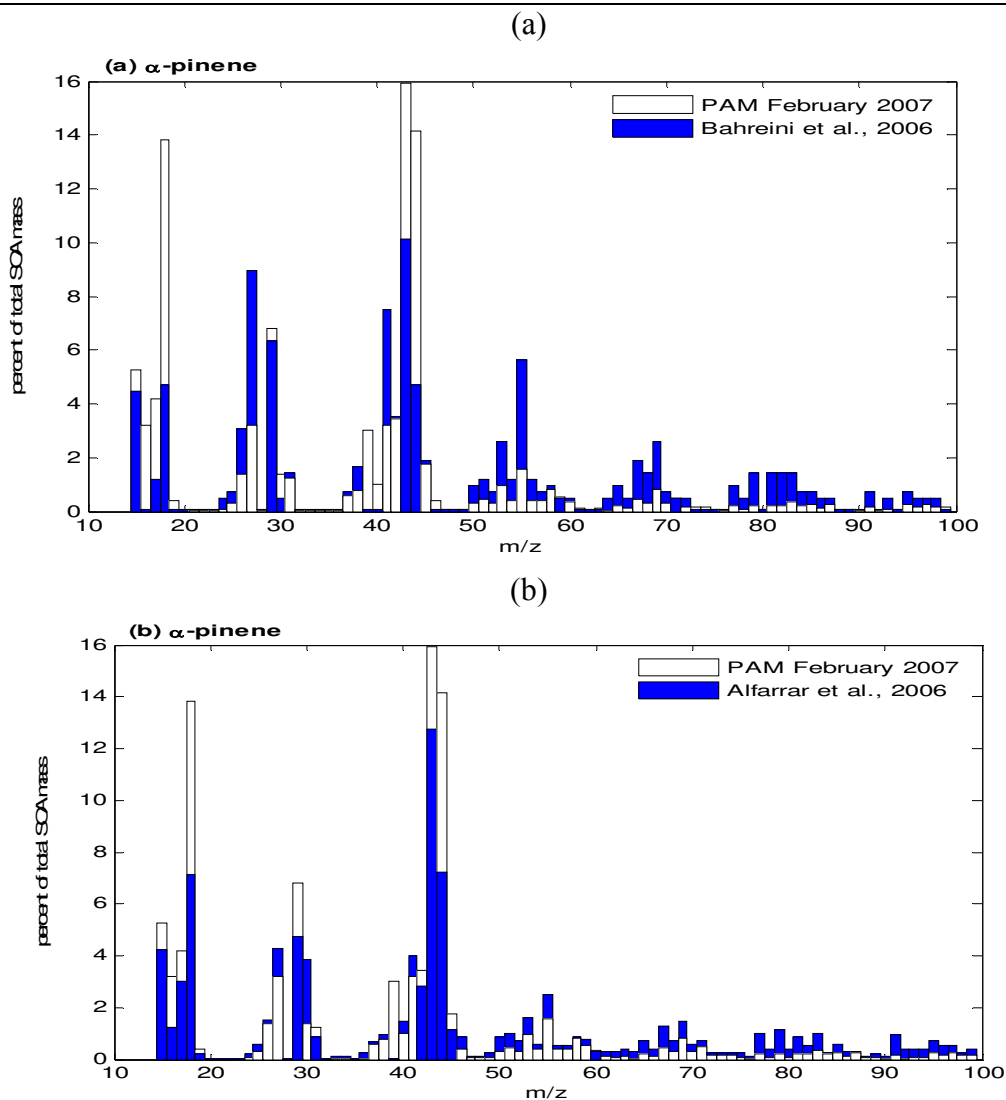 (a)
(a) α-pinene
PAM February 2007
Bahreini et al., 2006
percent of total SOA mass
16
14
12
10
8
6
4
2
0
10 20 30 40 50 60 70 80 90 100
m/z
(b)
(b) α-pinene
PAM February 2007
Alfarrar et al., 2006
percent of total SOA mass
16
14
12
10
8
6
4
2
0
10 20 30 40 50 60 70 80 90 100
m/z